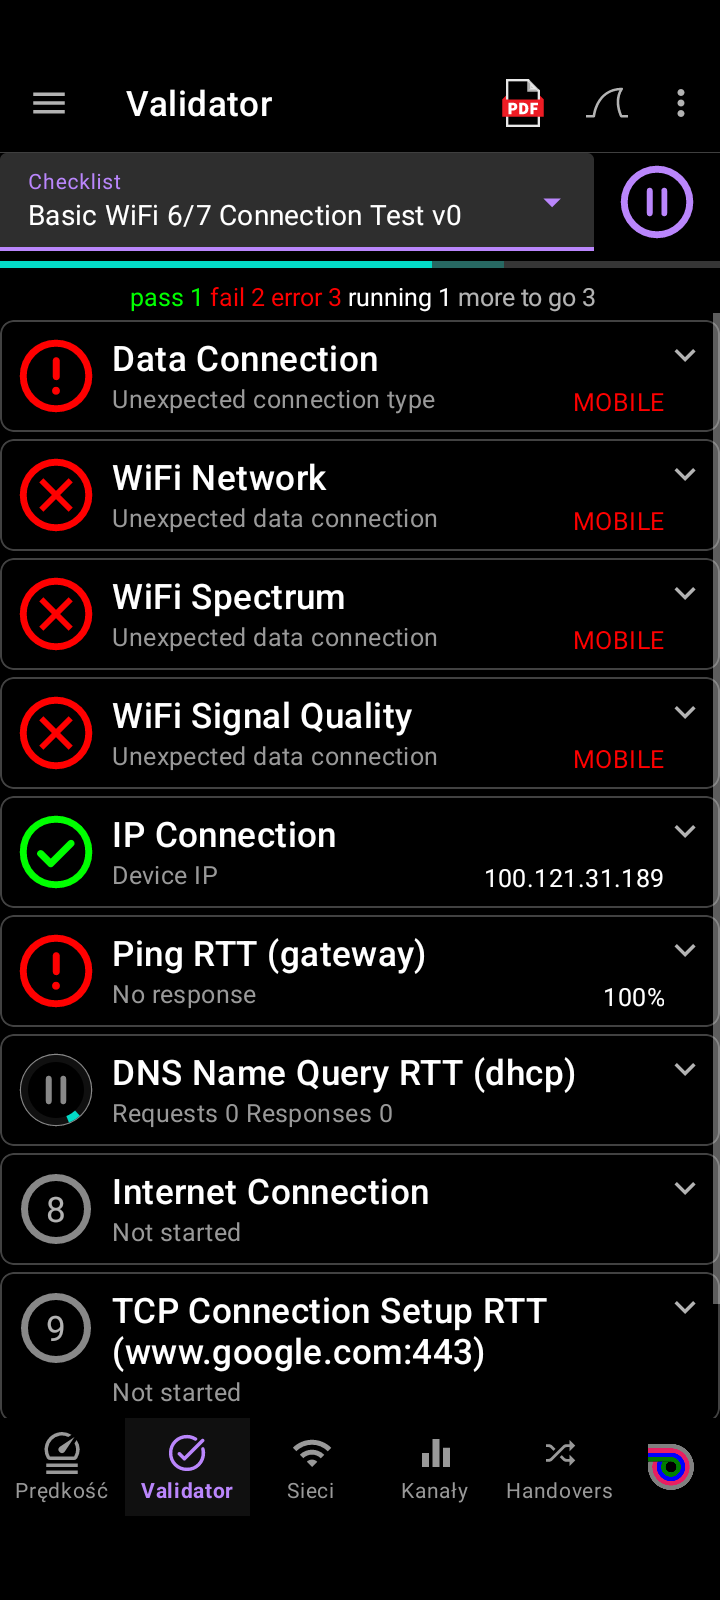 Validator
PDF
Checklist
Basic WiFi 6/7 Connection Test v0
pass 1 fail 2 error 3 running 1 more to go 3
Data Connection
Unexpected connection type
MOBILE
WiFi Network
Unexpected data connection
MOBILE
WiFi Spectrum
Unexpected data connection
MOBILE
WiFi Signal Quality
Unexpected data connection
MOBILE
IP Connection
Device IP
100.121.31.189
Ping RTT (gateway)
No response
100%
DNS Name Query RTT (dhcp)
Requests 0 Responses 0
8
Internet Connection
Not started
9
TCP Connection Setup RTT
(www.google.com:443)
Not started
Prędkość
Validator
Sieci
Kanały
Handovers